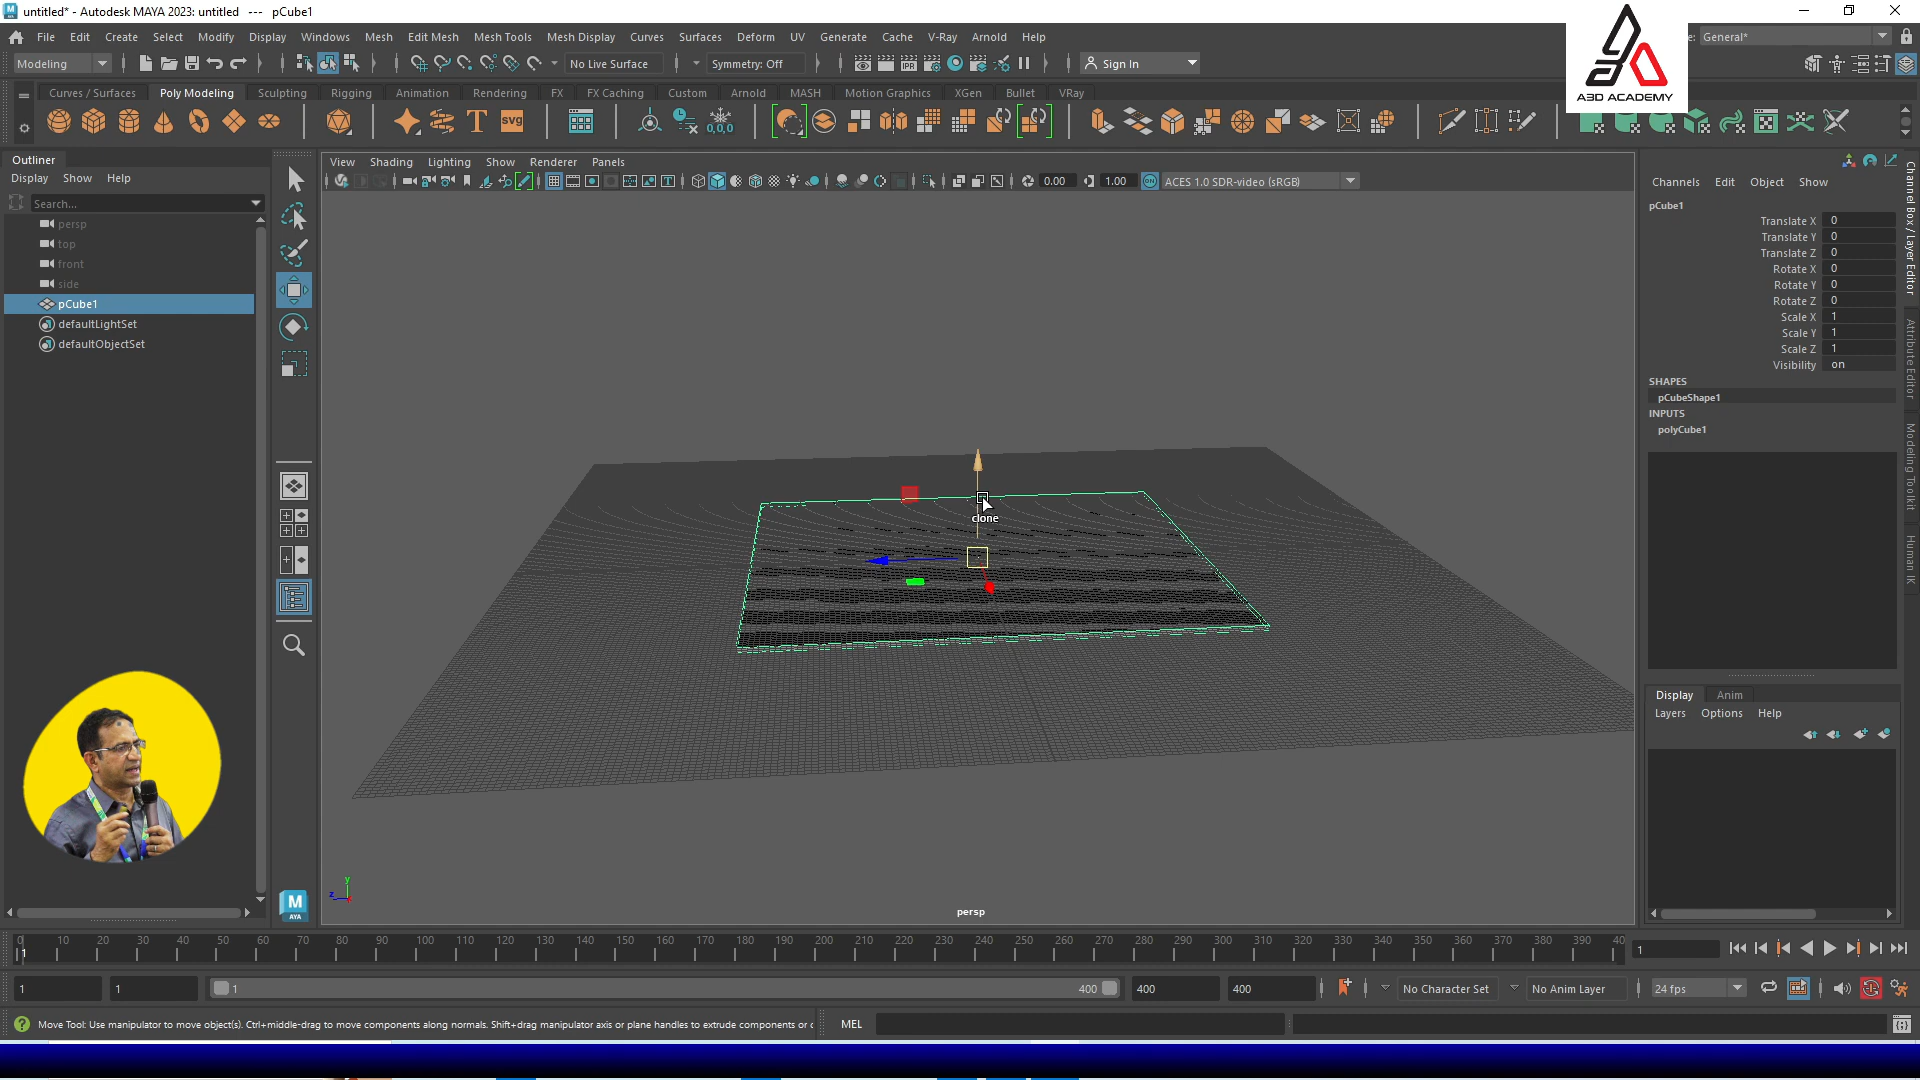 untitled* - Autodesk MAYA 2023: untitled   ---   pCube1
File Edit Create Select Modify Display Windows Mesh Edit Mesh Mesh Tools Mesh Display Curves Surfaces Deform UV Generate Cache V-Ray Arnold Help
e: General*
Modeling
No Live Surface
Symmetry: Off
IPR
Sign In
A3D ACADEMY
Curves / Surfaces Poly Modeling Sculpting Rigging Animation Rendering FX FX Caching Custom Arnold MASH Motion Graphics XGen Bullet VRay
T
svg
0,0,0
Outliner
Display Show Help
Search...
persp
top
front
side
pCube1
defaultLightSet
defaultObjectSet
View Shading Lighting Show Renderer Panels
0.00
1.00
ON
ACES 1.0 SDR-video (sRGB)
clone
persp
y
z
M
AYA
Channels Edit Object Show
pCube1
Translate X 0
Translate Y 0
Translate Z 0
Rotate X 0
Rotate Y 0
Rotate Z 0
Scale X 1
Scale Y 1
Scale Z 1
Visibility on
SHAPES
pCubeShape1
INPUTS
polyCube1
Channel Box / Layer Editor
Attribute Editor
Modeling Toolkit
Human IK
Display Anim
Layers Options Help
0 10 20 30 40 50 60 70 80 90 100 110 120 130 140 150 160 170 180 190 200 210 220 230 240 250 260 270 280 290 300 310 320 330 340 350 360 370 380 390 40
1
1
1
1
1
400
400
400
No Character Set
No Anim Layer
24 fps
Move Tool: Use manipulator to move object(s). Ctrl+middle-drag to move components along normals. Shift+drag manipulator axis or plane handles to extrude components or c
MEL